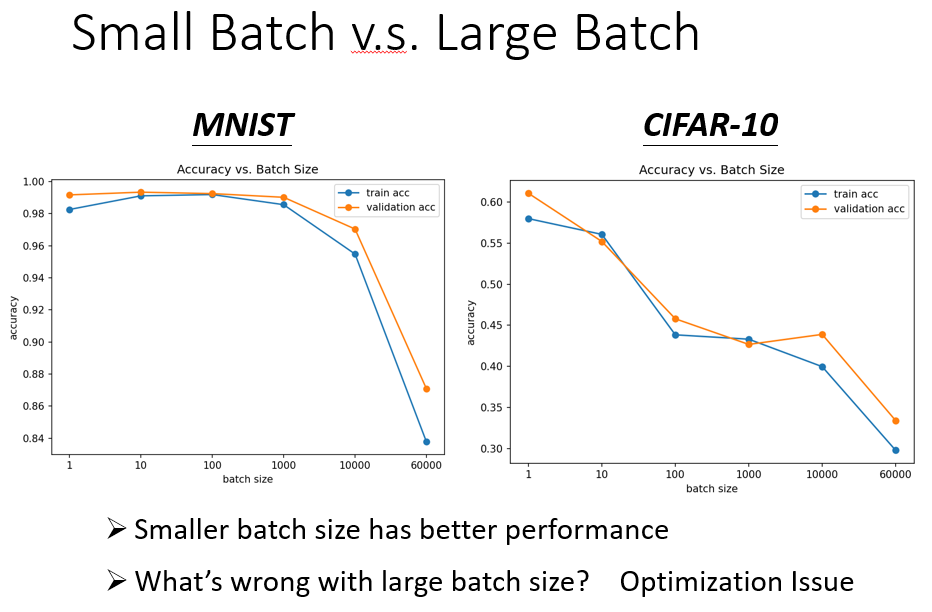 Small Batch v.s. Large Batch
MNIST
Accuracy vs. Batch Size
train acc
validation acc
1.00
0.98
0.96
0.94
0.92
0.90
0.88
0.86
0.84
accuracy
1 10 100 1000 10000 60000
batch size
CIFAR-10
Accuracy vs. Batch Size
train acc
validation acc
0.60
0.55
0.50
0.45
0.40
0.35
0.30
accuracy
1 10 100 1000 10000 60000
batch size
➢ Smaller batch size has better performance
➢ What’s wrong with large batch size? Optimization Issue